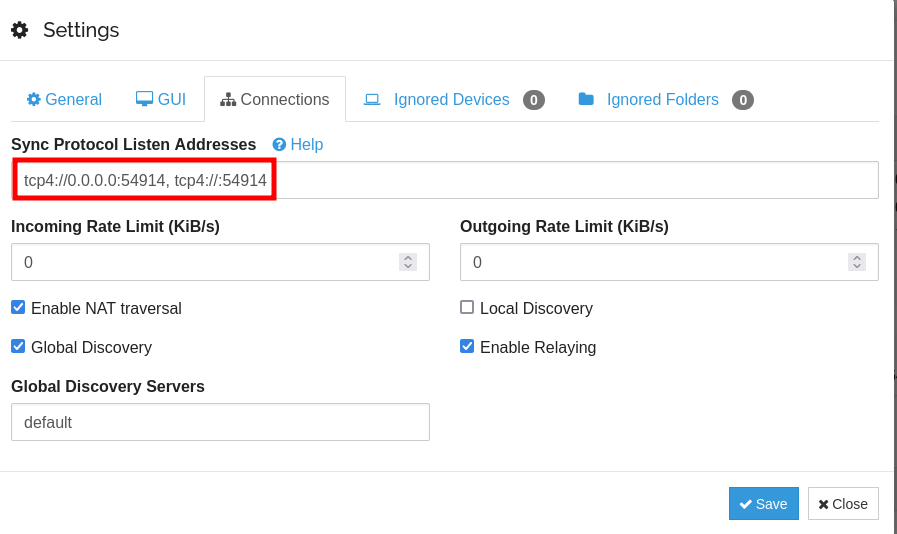 Settings
General GUI Connections Ignored Devices 0 Ignored Folders 0
Sync Protocol Listen Addresses Help
tcp4://0.0.0.0:54914, tcp4://:54914
Incoming Rate Limit (KiB/s) Outgoing Rate Limit (KiB/s)
0 0
Enable NAT traversal Local Discovery
Global Discovery Enable Relaying
Global Discovery Servers
default
Save Close